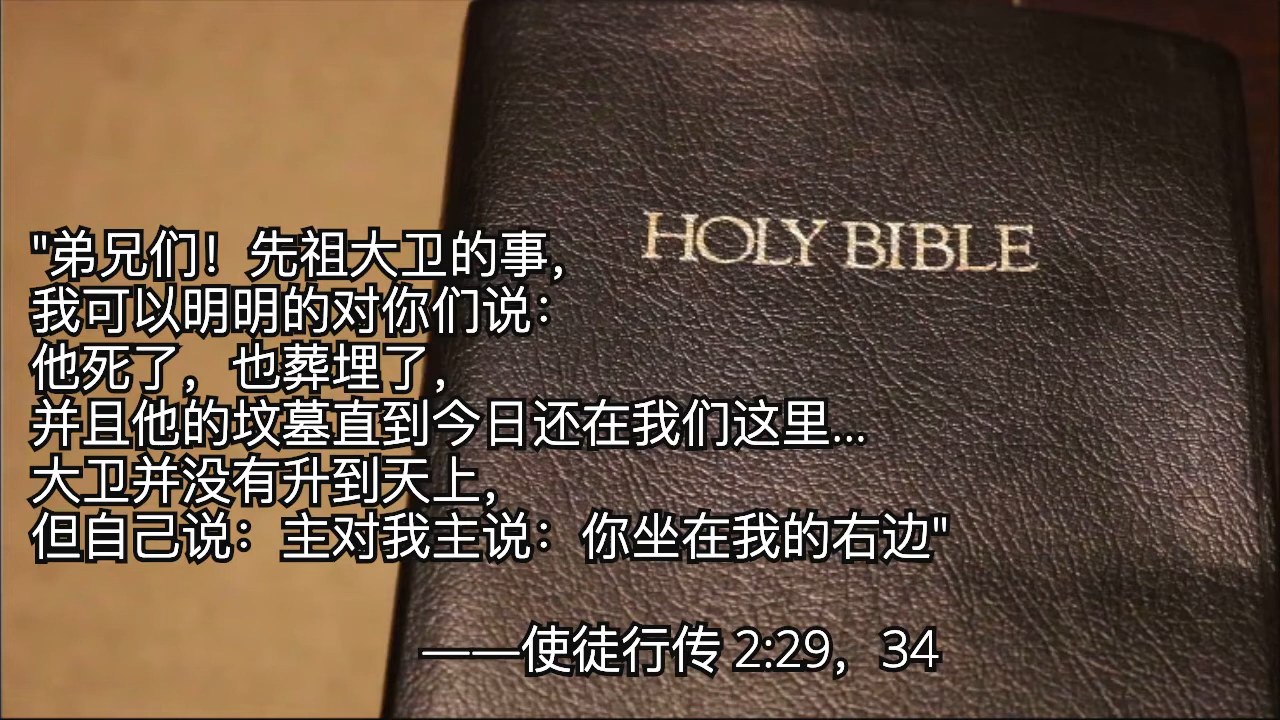 HOLY BIBLE
"弟兄们！先祖大卫的事，
我可以明明的对你们说：
他死了，也葬埋了，
并且他的坟墓直到今日还在我们这里...
大卫并没有升到天上，
但自己说：主对我主说：你坐在我的右边"
——使徒行传 2:29，34